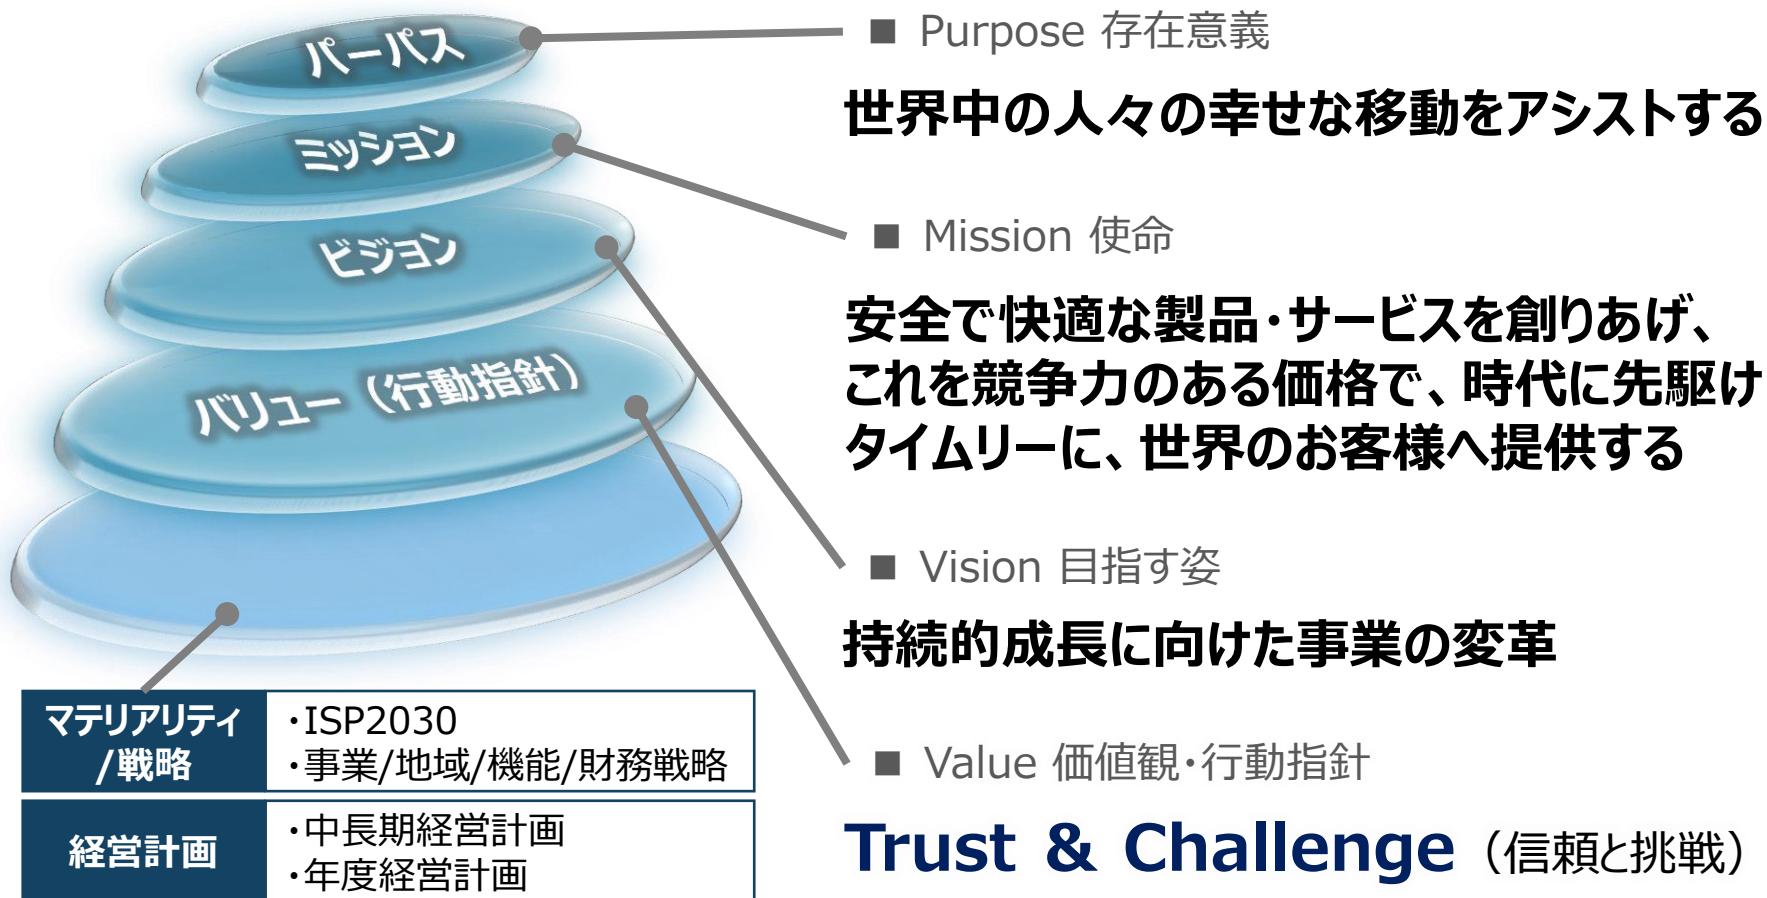 パーパス
ミッション
ビジョン
バリュー（行動指針）
マテリアリティ
/戦略
・ISP2030
・事業/地域/機能/財務戦略
経営計画
・中長期経営計画
・年度経営計画
■ Purpose 存在意義
世界中の人々の幸せな移動をアシストする
■ Mission 使命
安全で快適な製品・サービスを創りあげ、
これを競争力のある価格で、時代に先駆け
タイムリーに、世界のお客様へ提供する
■ Vision 目指す姿
持続的成長に向けた事業の変革
■ Value 価値観・行動指針
Trust & Challenge（信頼と挑戦）